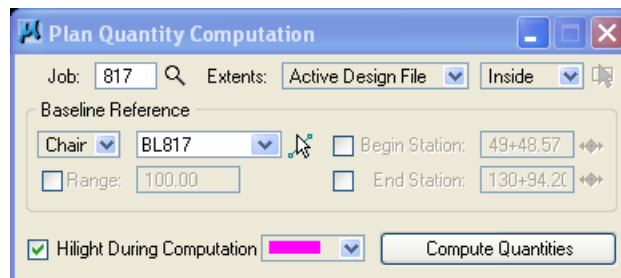 Plan Quantity Computation
Job: 817 Extents: Active Design File Inside
Baseline Reference
Chain BL817 Begin Station: 49+48.57
Range: 100.00 End Station: 130+94.20
Hilight During Computation Compute Quantities